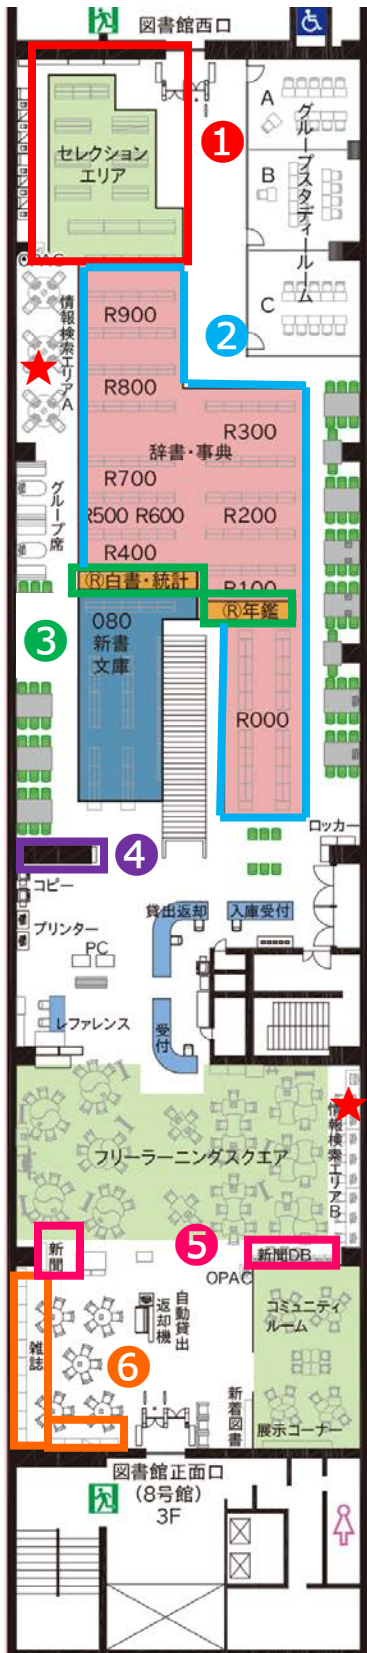 図書館西口
❶
セレクション
エリア
A
B
C
グループスタディールーム
OPAC
情報検索エリアA
❷
R900
R800
R300
辞書・事典
R700
R500 R600
R200
R400
R100
グループ席
Ⓡ白書・統計
Ⓡ年鑑
❸
080
新書
文庫
R000
❹
ロッカー
コピー
プリンター
PC
レファレンス
貸出返却
入庫受付
受付
フリーラーニングスクエア
情報検索エリアB
❺
新聞
新聞DB
OPAC
自動貸出
返却機
コミュニティ
ルーム
雑誌
❻
新着図書
展示コーナー
図書館正面口
(8号館)
3F